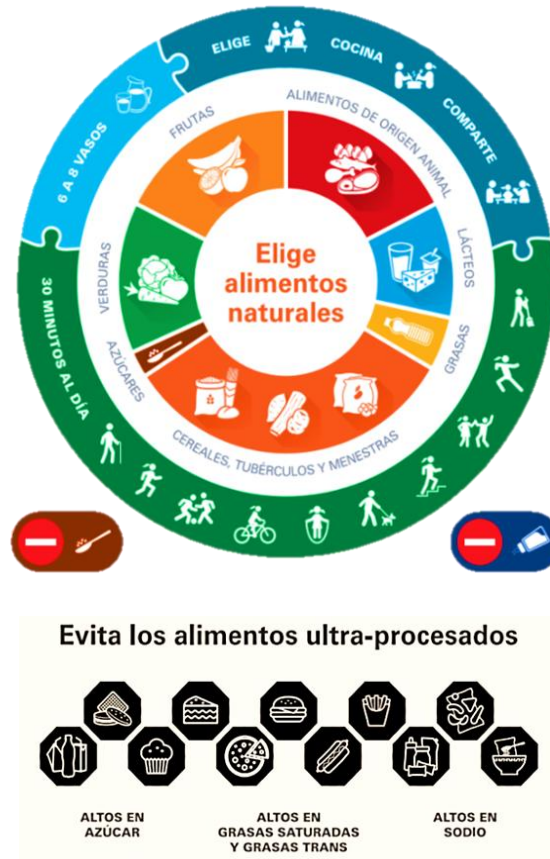 ELIGE
COCINA
COMPARTE
6 A 8 VASOS
30 MINUTOS AL DÍA
FRUTAS
ALIMENTOS DE ORIGEN ANIMAL
VERDURAS
LÁCTEOS
AZÚCARES
GRASAS
CEREALES, TUBÉRCULOS Y MENESTRAS
Elige
alimentos
naturales
Evita los alimentos ultra-procesados
ALTOS EN
AZÚCAR
ALTOS EN
GRASAS SATURADAS
Y GRASAS TRANS
ALTOS EN
SODIO